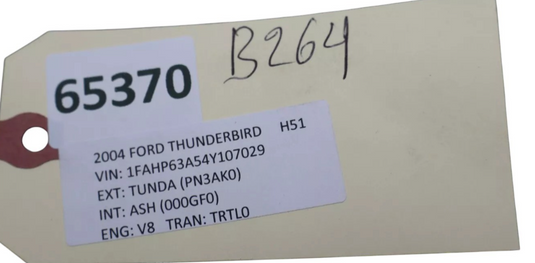 B264
65370
2004 FORD THUNDERBIRD H51
VIN: 1FAHP63A54Y107029
EXT: TUNDA (PN3AK0)
INT: ASH (000GF0)
ENG: V8 TRAN: TRTL0